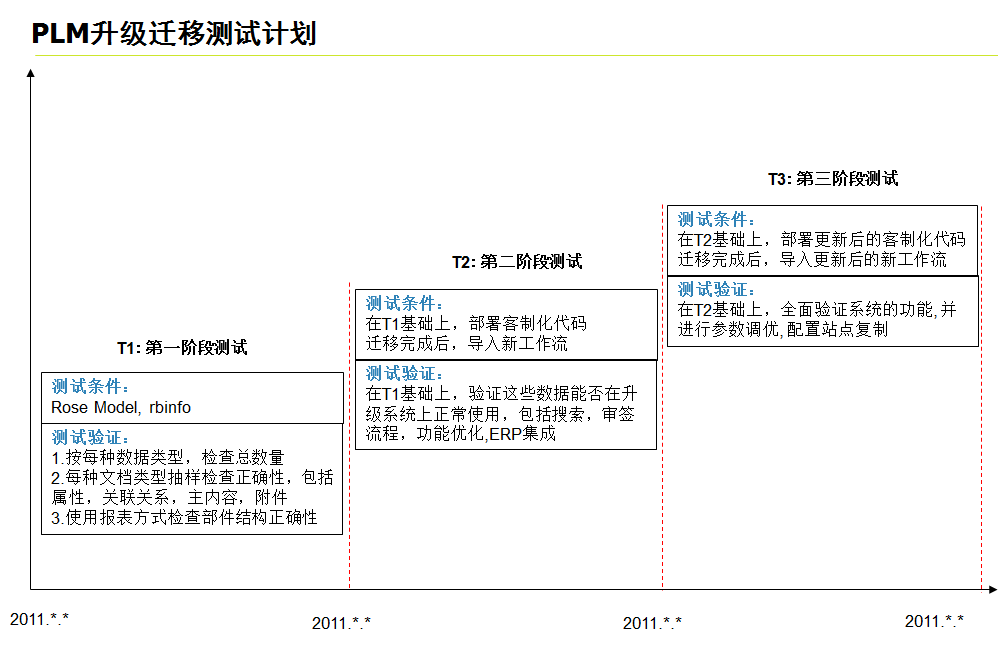 PLM升级迁移测试计划
T3: 第三阶段测试
测试条件：
在T2基础上，部署更新后的客制化代码
迁移完成后，导入更新后的新工作流
测试验证：
在T2基础上，全面验证系统的功能,并
进行参数调优,配置站点复制
T2: 第二阶段测试
测试条件：
在T1基础上，部署客制化代码
迁移完成后，导入新工作流
测试验证：
在T1基础上，验证这些数据能否在升
级系统上正常使用，包括搜索，审签
流程，功能优化,ERP集成
T1: 第一阶段测试
测试条件：
Rose Model, rbinfo
测试验证：
1.按每种数据类型，检查总数量
2.每种文档类型抽样检查正确性，包括
属性，关联关系，主内容，附件
3.使用报表方式检查部件结构正确性
2011.*.*
2011.*.*
2011.*.*
2011.*.*